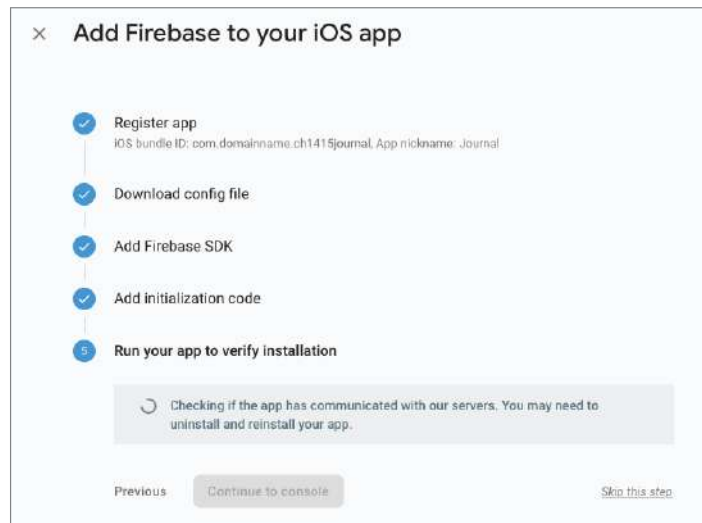 × Add Firebase to your iOS app
Register app
iOS bundle ID: com.domainname.ch1415journal, App nickname: Journal
Download config file
Add Firebase SDK
Add initialization code
5 Run your app to verify installation
Checking if the app has communicated with our servers. You may need to
uninstall and reinstall your app.
Previous Continue to console Skip this step